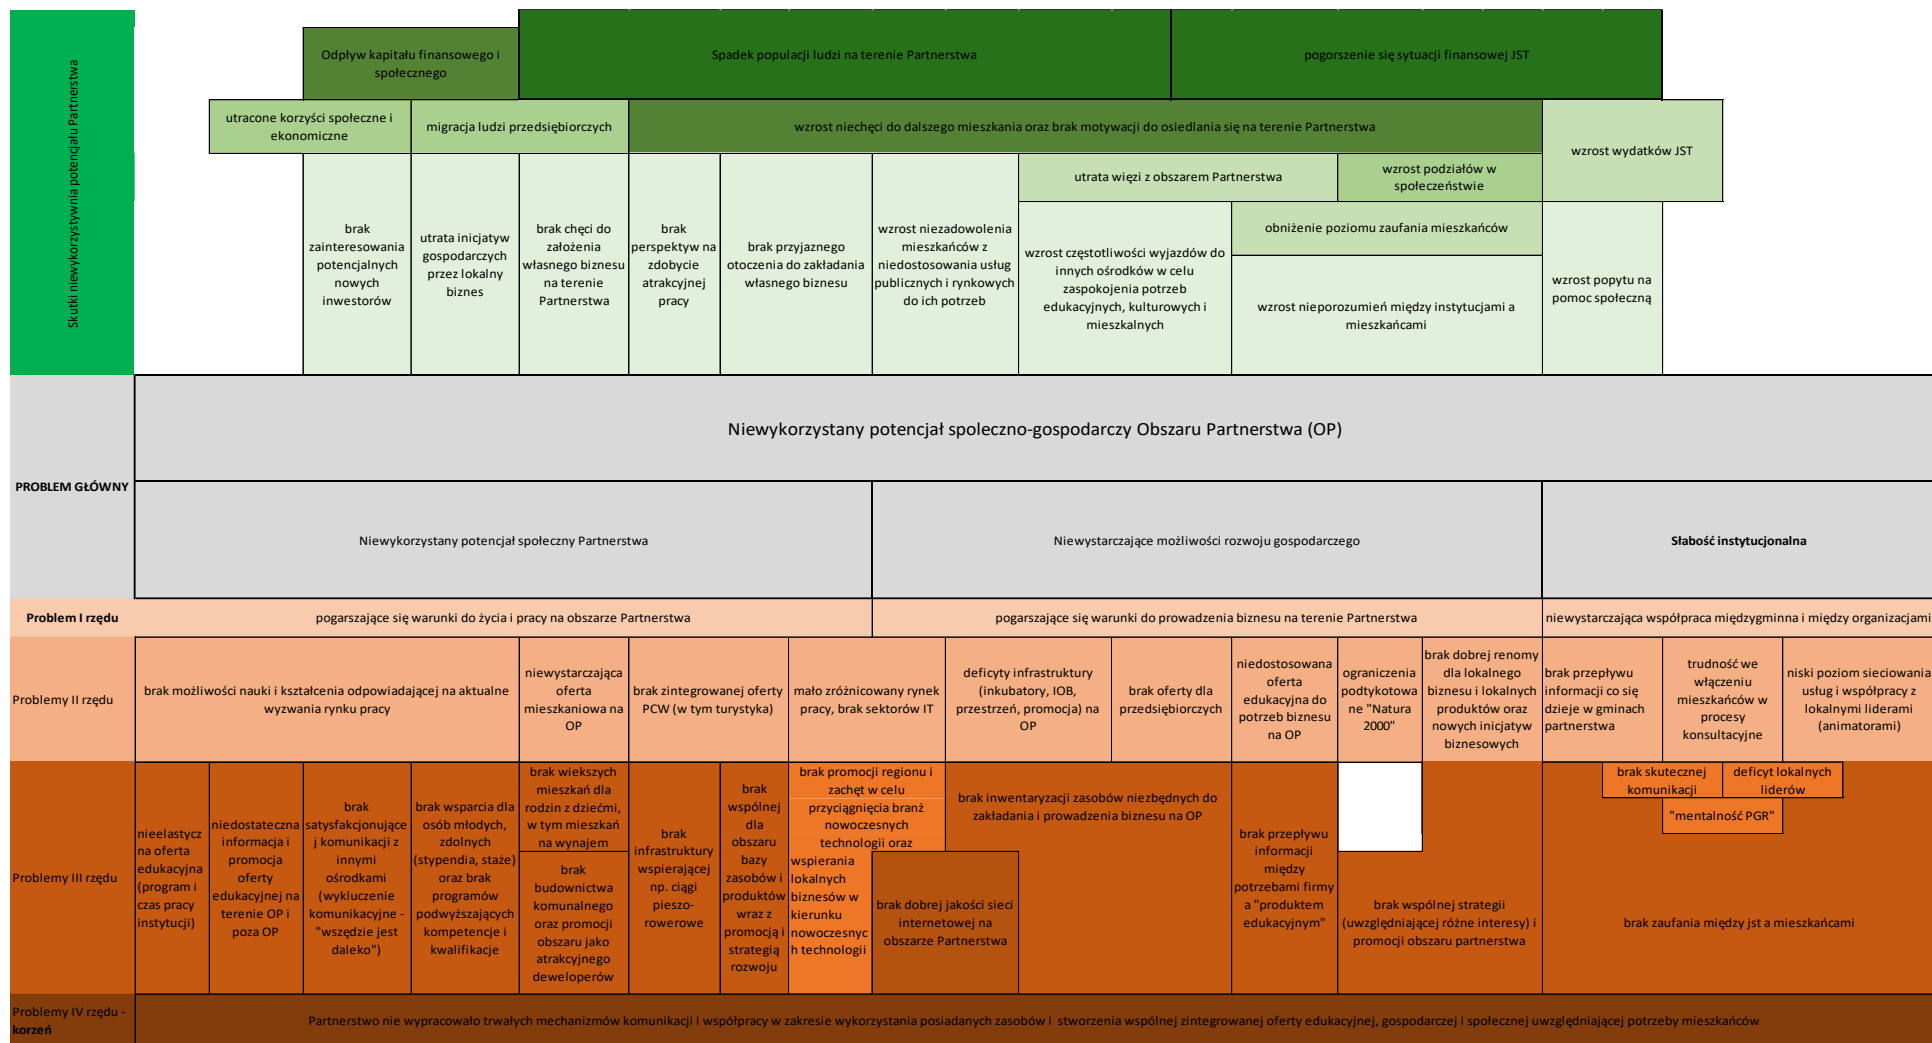 Skutki niewykorzystywnia potencjału Partnerstwa
Odpływ kapitału finansowego i
społecznego
Spadek populacji ludzi na terenie Partnerstwa
pogorszenie się sytuacji finansowej JST
utracone korzyści społeczne i
ekonomiczne
migracja ludzi przedsiębiorczych
wzrost niechęci do dalszego mieszkania oraz brak motywacji do osiedlania się na terenie Partnerstwa
wzrost wydatków JST
utrata więzi z obszarem Partnerstwa
wzrost podziałów w
społeczeństwie
brak
zainteresowania
potencjalnych
nowych
inwestorów
utrata inicjatyw
gospodarczych
przez lokalny
biznes
brak chęci do
założenia
własnego biznesu
na terenie
Partnerstwa
brak
perspektyw na
zdobycie
atrakcyjnej
pracy
brak przyjaznego
otoczenia do zakładania
własnego biznesu
wzrost niezadowolenia
mieszkańców z
niedostosowania usług
publicznych i rynkowych
do ich potrzeb
wzrost częstotliwości wyjazdów do
innych ośrodków w celu
zaspokojenia potrzeb
edukacyjnych, kulturowych i
mieszkalnych
obniżenie poziomu zaufania mieszkańców
wzrost nieporozumień między instytucjami a
mieszkańcami
wzrost popytu na
pomoc społeczną
PROBLEM GŁÓWNY
Niewykorzystany potencjał spoleczno-gospodarczy Obszaru Partnerstwa (OP)
Niewykorzystany potencjał społeczny Partnerstwa
Niewystarczające możliwości rozwoju gospodarczego
Słabość instytucjonalna
Problem I rzędu
pogarszające się warunki do życia i pracy na obszarze Partnerstwa
pogarszające się warunki do prowadzenia biznesu na terenie Partnerstwa
niewystarczająca współpraca międzygminna i między organizacjami
Problemy II rzędu
brak możliwości nauki i kształcenia odpowiadającej na aktualne
wyzwania rynku pracy
niewystarczająca
oferta
mieszkaniowa na
OP
brak zintegrowanej oferty
PCW (w tym turystyka)
mało zróżnicowany rynek
pracy, brak sektorów IT
deficyty infrastruktury
(inkubatory, IOB,
przestrzeń, promocja) na
OP
brak oferty dla
przedsiębiorczych
niedostosowana
oferta
edukacyjna do
potrzeb biznesu
na OP
ograniczenia
podtykotowa
ne "Natura
2000"
brak dobrej renomy
dla lokalnego
biznesu i lokalnych
produktów oraz
nowych inicjatyw
biznesowych
brak przepływu
informacji co się
dzieje w gminach
partnerstwa
trudność we
włączeniu
mieszkańców w
procesy
konsultacyjne
niski poziom sieciowania
usług i współpracy z
lokalnymi liderami
(animatorami)
Problemy III rzędu
nieelastycz
na oferta
edukacyjna
(program i
czas pracy
instytucji)
niedostateczna
informacja i
promocja
oferty
edukacyjnej na
terenie OP i
poza OP
brak
satysfakcjonujące
j komunikacji z
innymi
ośrodkami
(wykluczenie
komunikacyjne -
"wszędzie jest
daleko")
brak wsparcia dla
osób młodych,
zdolnych
(stypendia, staże)
oraz brak
programów
podwyższających
kompetencje i
kwalifikacje
brak wiekszych
mieszkań dla
rodzin z dziećmi,
w tym mieszkań
na wynajem
brak
budownictwa
komunalnego
oraz promocji
obszaru jako
atrakcyjnego
deweloperów
brak
infrastruktury
wspierającej
np. ciągi
pieszo-
rowerowe
brak
wspólnej
dla
obszaru
bazy
zasobów i
produktów
wraz z
promocją i
strategią
rozwoju
brak promocji regionu i
zachęt w celu
przyciągnięcia branż
nowoczesnych
technologii oraz
wspierania
lokalnych
biznesów w
kierunku
nowoczesnyc
h technologii
brak inwentaryzacji zasobów niezbędnych do
zakładania i prowadzenia biznesu na OP
brak dobrej jakości sieci
internetowej na
obszarze Partnerstwa
brak przepływu
informacji
między
potrzebami firmy
a "produktem
edukacyjnym"
brak wspólnej strategii
(uwzględniającej różne interesy) i
promocji obszaru partnerstwa
brak skutecznej
komunikacji
deficyt lokalnych
liderów
"mentalność PGR"
brak zaufania między jst a mieszkańcami
Problemy IV rzędu -
korzeń
Partnerstwo nie wypracowało trwałych mechanizmów komunikacji i współpracy w zakresie wykorzystania posiadanych zasobów i stworzenia wspólnej zintegrowanej oferty edukacyjnej, gospodarczej i społecznej uwzględniającej potrzeby mieszkańców